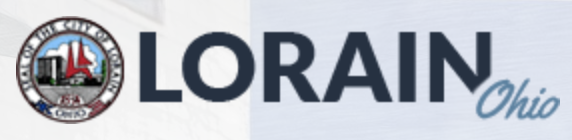 SEAL OF THE CITY OF LORAIN
OHIO
LORAIN
Ohio